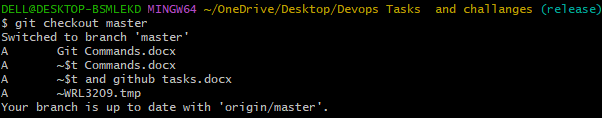 DELL@DESKTOP-BSMLEKD MINGW64 ~/OneDrive/Desktop/Devops Tasks  and challanges (release)
$ git checkout master
Switched to branch 'master'
A       Git Commands.docx
A       ~$t Commands.docx
A       ~$t and github tasks.docx
A       ~WRL3209.tmp
Your branch is up to date with 'origin/master'.